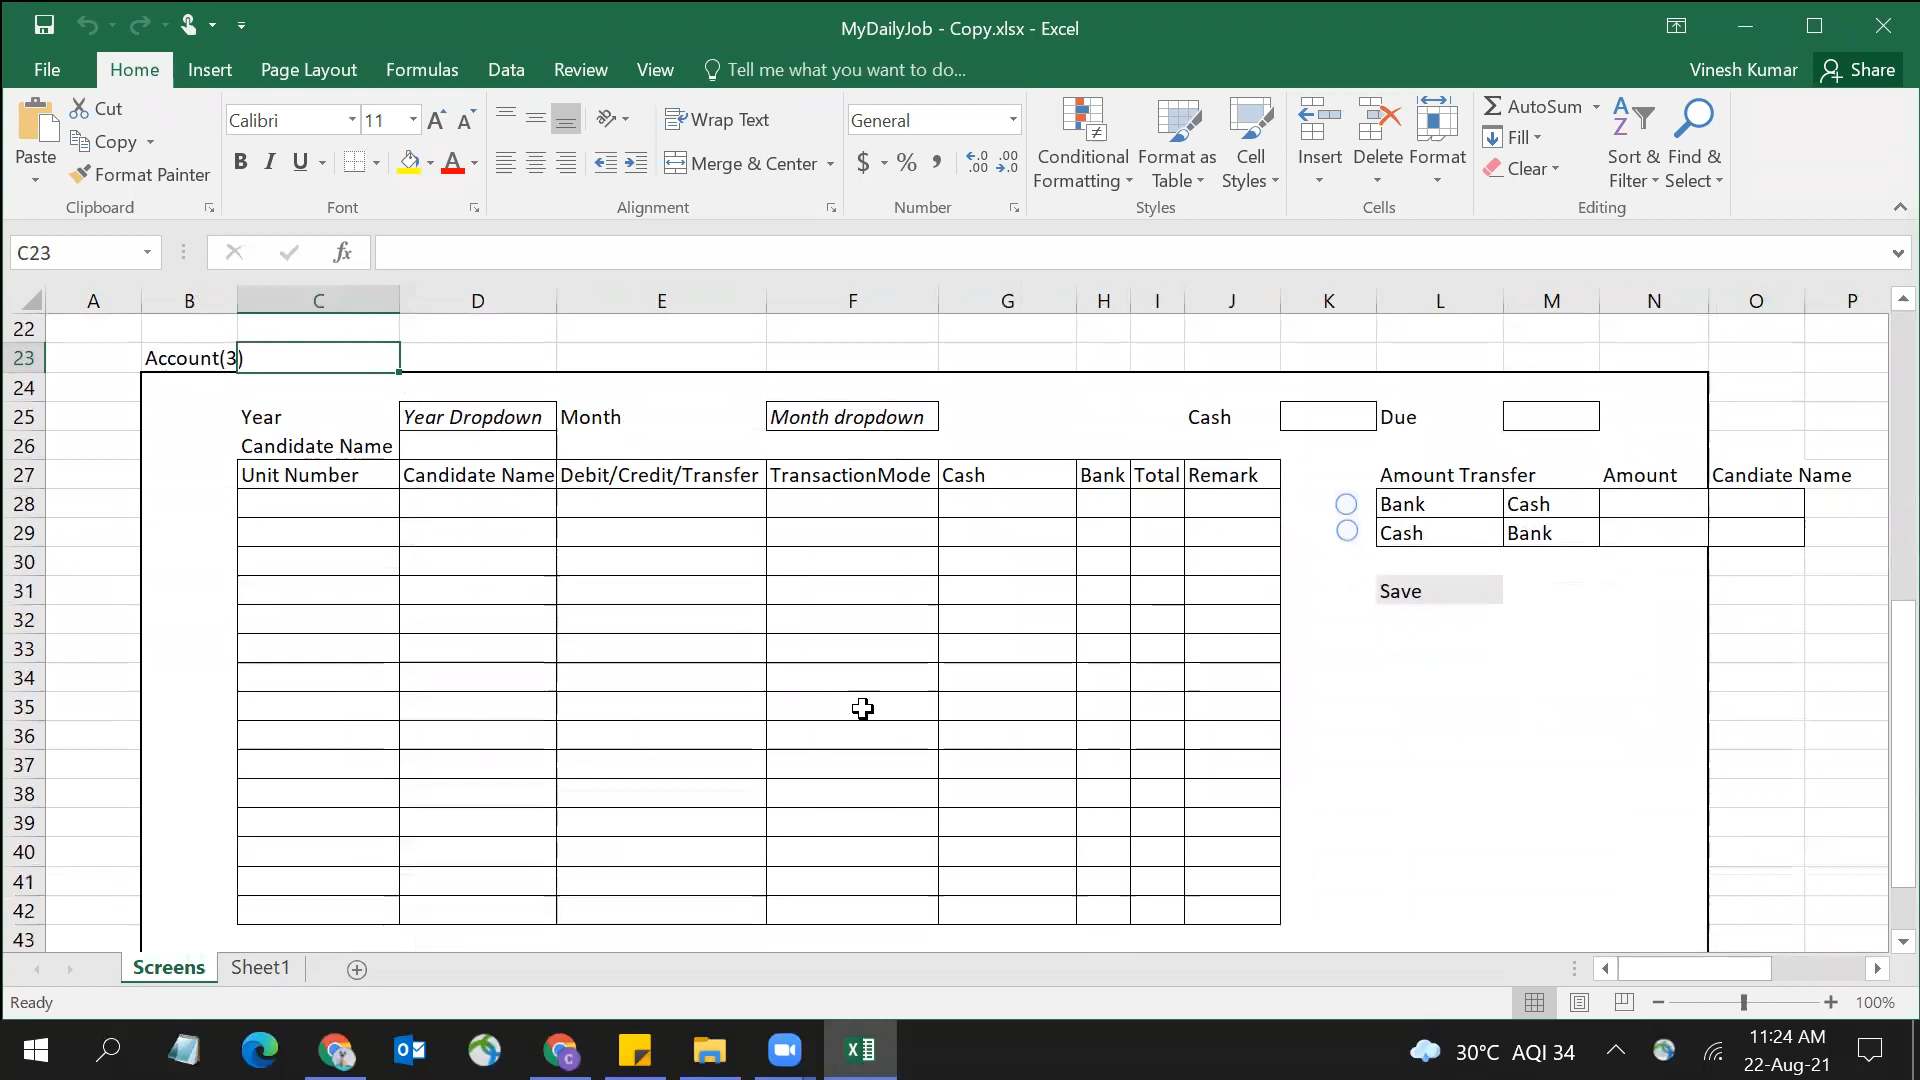 MyDailyJob - Copy.xlsx - Excel
File Home Insert Page Layout Formulas Data Review View Tell me what you want to do... Vinesh Kumar Share
Paste Cut Copy Format Painter Clipboard
Calibri 11 A A B I U A Font
Wrap Text Merge & Center Alignment
General $ % , ←.0 .00 .00 →.0 Number
Conditional Formatting Format as Table Cell Styles Styles
Insert Delete Format Cells
AutoSum Fill Clear Sort & Filter Find & Select Editing
C23 fx
A B C D E F G H I J K L M N O P
22
23 Account(3)
24
25 Year Year Dropdown Month Month dropdown Cash Due
26 Candidate Name
27 Unit Number Candidate Name Debit/Credit/Transfer TransactionMode Cash Bank Total Remark Amount Transfer Amount Candiate Name
28 Bank Cash
29 Cash Bank
30
31 Save
32
33
34
35
36
37
38
39
40
41
42
43
Screens Sheet1
Ready 100%
30°C AQI 34 11:24 AM
22-Aug-21